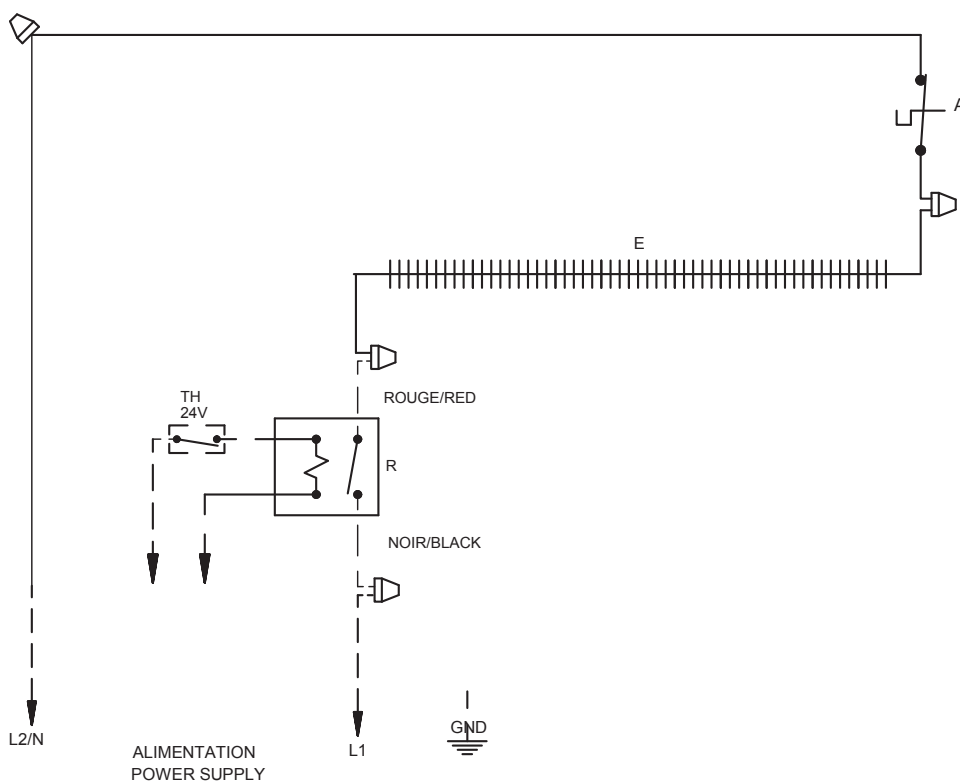 A
E
ROUGE/RED
TH
24V
R
NOIR/BLACK
L2/N
L1
GND
ALIMENTATION
POWER SUPPLY